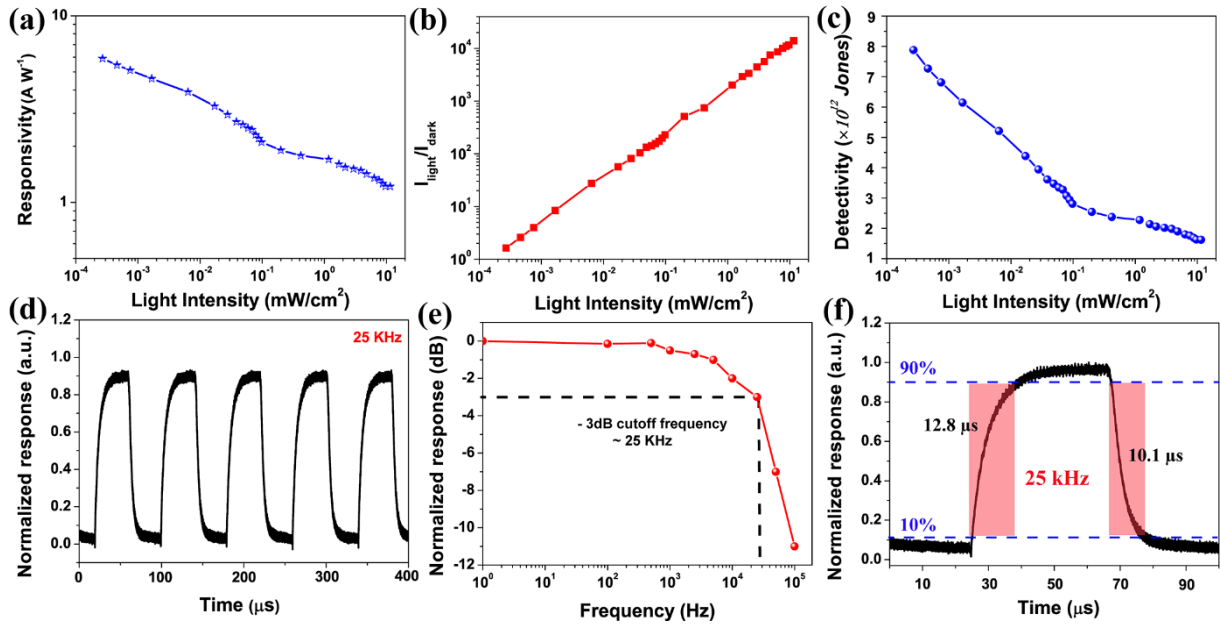 (a)
10
1
Responsivity(A W⁻¹)
10⁻⁴ 10⁻³ 10⁻² 10⁻¹ 10⁰ 10¹
Light Intensity (mW/cm²)
(b)
10⁴
10³
10²
10¹
10⁰
I_light/I_dark
10⁻⁴ 10⁻³ 10⁻² 10⁻¹ 10⁰ 10¹
Light Intensity (mW/cm²)
(c)
9
8
7
6
5
4
3
2
1
Detectivity (×10¹² Jones)
10⁻⁴ 10⁻³ 10⁻² 10⁻¹ 10⁰ 10¹
Light Intensity (mW/cm²)
(d)
25 KHz
1.2
1.0
0.8
0.6
0.4
0.2
0.0
Normalized response (a.u.)
0 100 200 300 400
Time (μs)
(e)
0
-2
-4
-6
-8
-10
-12
Normalized response (dB)
- 3dB cutoff frequency
~ 25 KHz
10⁰ 10¹ 10² 10³ 10⁴ 10⁵
Frequency (Hz)
(f)
1.2
1.0
0.8
0.6
0.4
0.2
0.0
Normalized response (a.u.)
90%
12.8 μs
10.1 μs
25 kHz
10%
10 30 50 70 90
Time (μs)